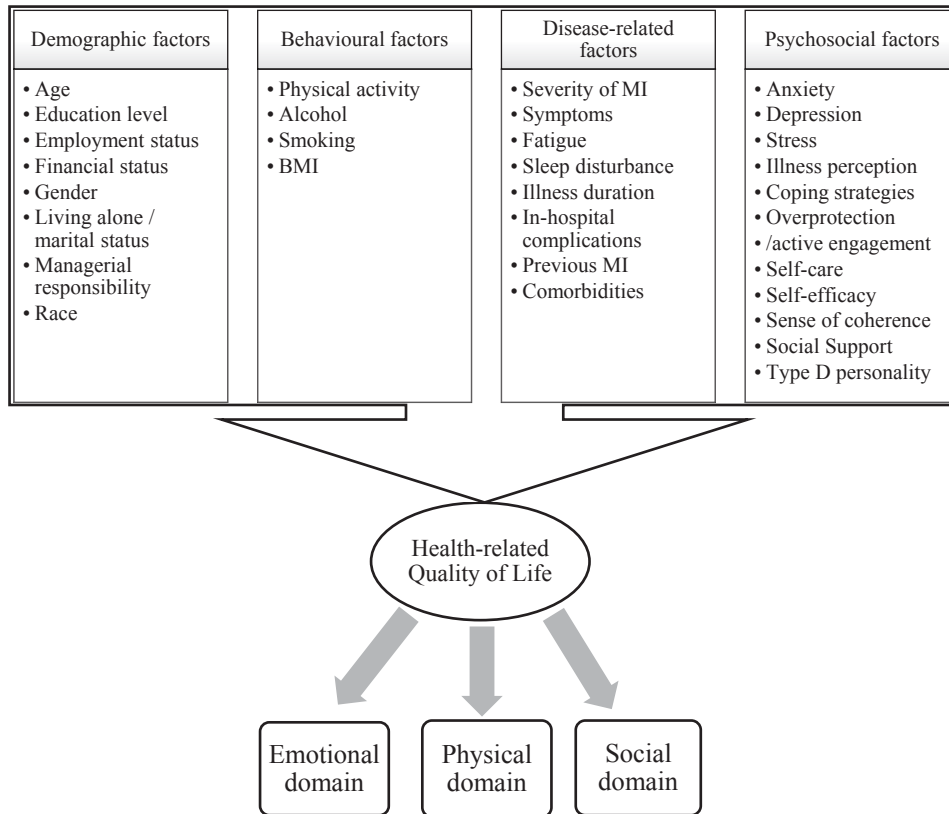 Demographic factors
• Age
• Education level
• Employment status
• Financial status
• Gender
• Living alone /
marital status
• Managerial
responsibility
• Race
Behavioural factors
• Physical activity
• Alcohol
• Smoking
• BMI
Disease-related
factors
• Severity of MI
• Symptoms
• Fatigue
• Sleep disturbance
• Illness duration
• In-hospital
complications
• Previous MI
• Comorbidities
Psychosocial factors
• Anxiety
• Depression
• Stress
• Illness perception
• Coping strategies
• Overprotection
• /active engagement
• Self-care
• Self-efficacy
• Sense of coherence
• Social Support
• Type D personality
Health-related
Quality of Life
Emotional
domain
Physical
domain
Social
domain